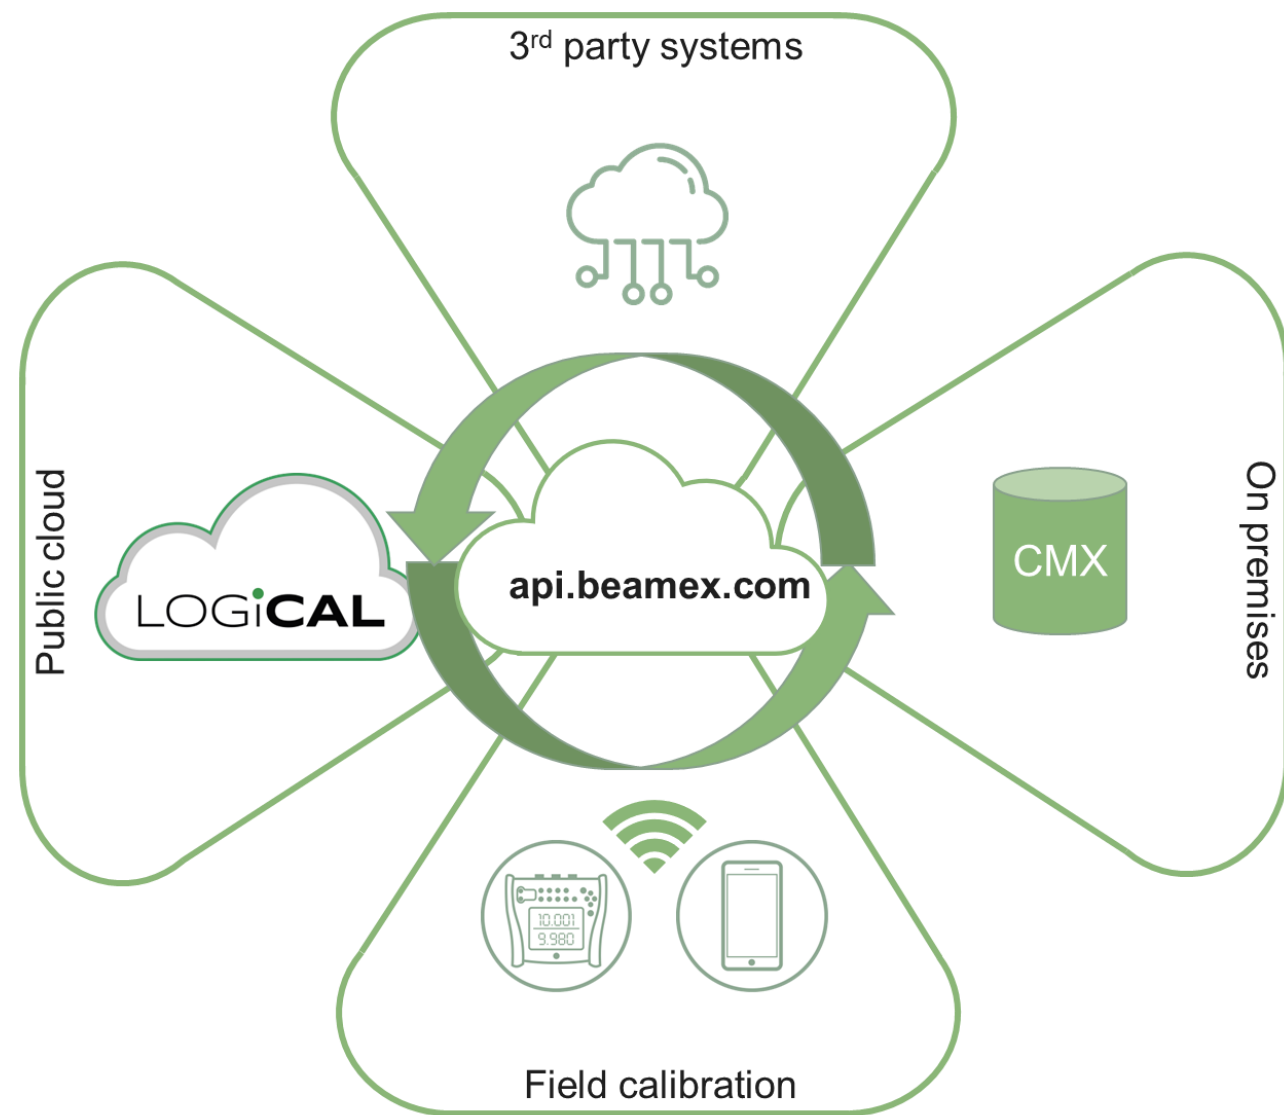 3rd party systems
Public cloud
LOGiCAL
api.beamex.com
CMX
On premises
10.001
9.980
Field calibration